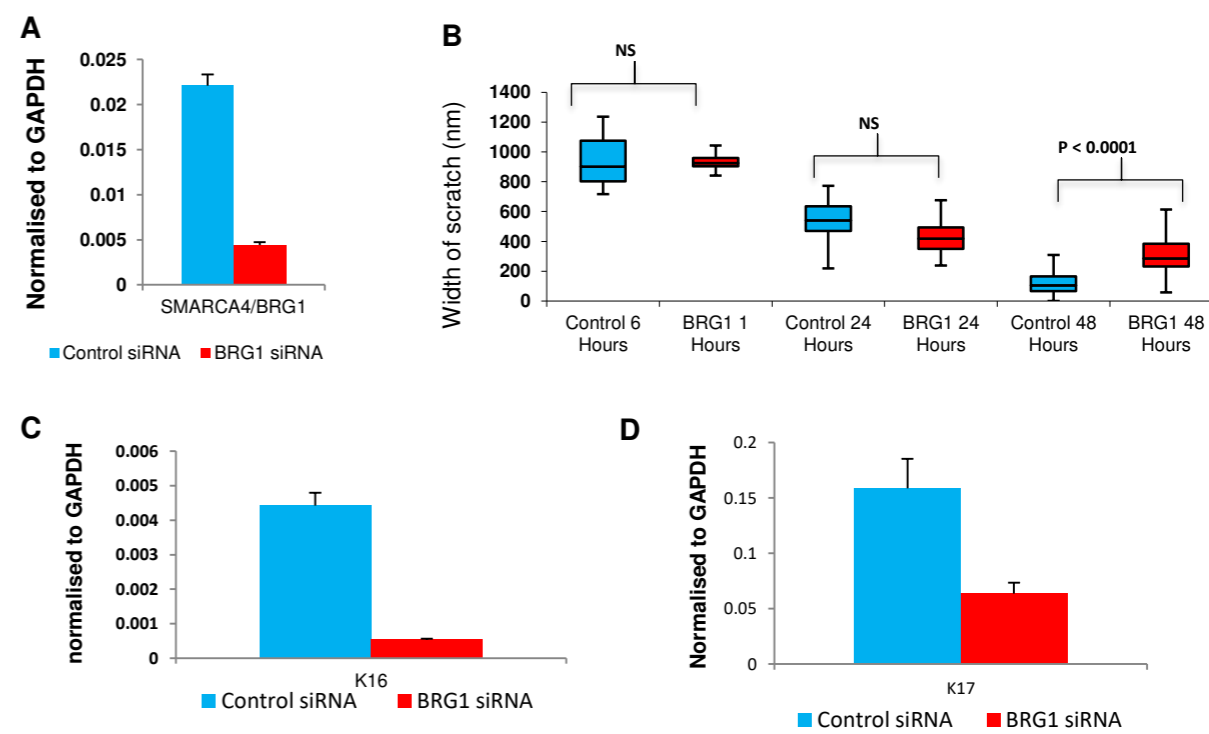 A
Normalised to GAPDH
0.025
0.02
0.015
0.01
0.005
0
SMARCA4/BRG1
Control siRNA
BRG1 siRNA
B
Width of scratch (nm)
1400
1200
1000
800
600
400
200
0
NS
NS
P < 0.0001
Control 6
Hours
BRG1 1
Hours
Control 24
Hours
BRG1 24
Hours
Control 48
Hours
BRG1 48
Hours
C
normalised to GAPDH
0.006
0.005
0.004
0.003
0.002
0.001
0
K16
Control siRNA
BRG1 siRNA
D
Normalised to GAPDH
0.2
0.15
0.1
0.05
0
K17
Control siRNA
BRG1 siRNA